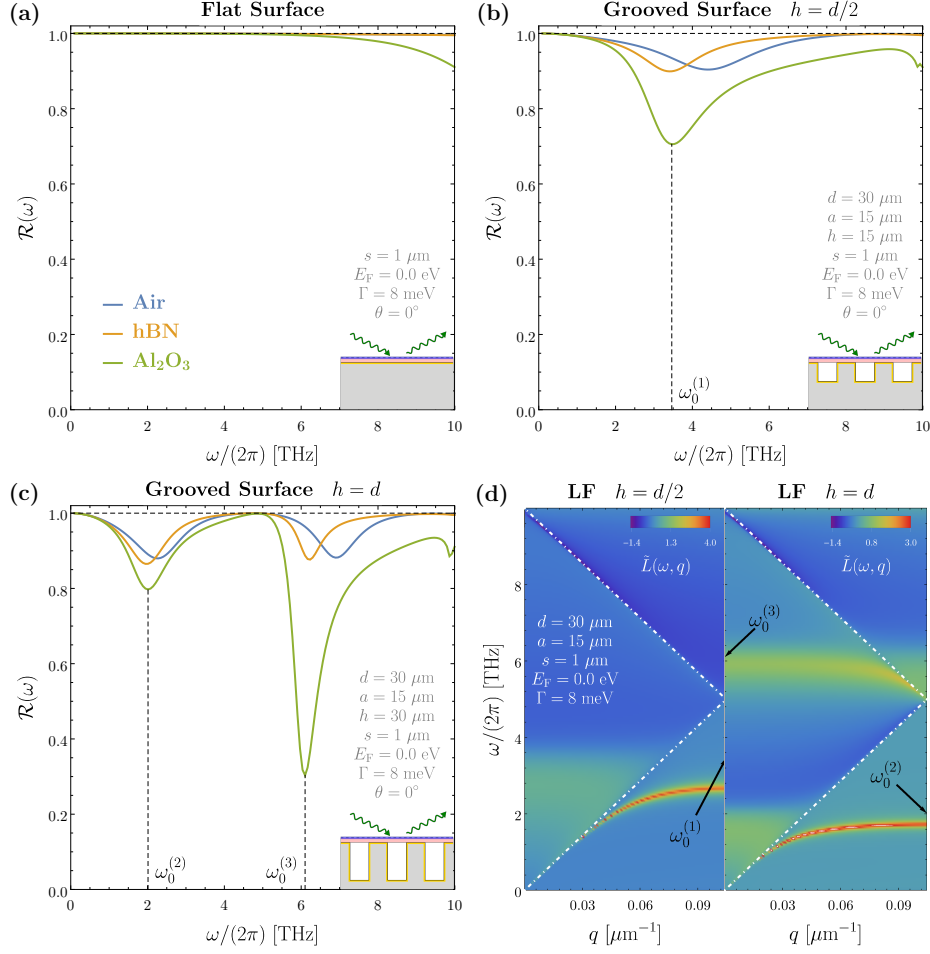 (a)
Flat Surface
1.0
0.8
0.6
0.4
0.2
0.0
R(ω)
s = 1 μm
E_F = 0.0 eV
Γ = 8 meV
θ = 0°
Air
hBN
Al₂O₃
0 2 4 6 8 10
ω/(2π) [THz]
(b)
Grooved Surface h = d/2
1.0
0.8
0.6
0.4
0.2
0.0
R(ω)
d = 30 μm
a = 15 μm
h = 15 μm
s = 1 μm
E_F = 0.0 eV
Γ = 8 meV
θ = 0°
ω₀⁽¹⁾
0 2 4 6 8 10
ω/(2π) [THz]
(c)
Grooved Surface h = d
1.0
0.8
0.6
0.4
0.2
0.0
R(ω)
d = 30 μm
a = 15 μm
h = 30 μm
s = 1 μm
E_F = 0.0 eV
Γ = 8 meV
θ = 0°
ω₀⁽²⁾
ω₀⁽³⁾
0 2 4 6 8 10
ω/(2π) [THz]
(d)
LF h = d/2
LF h = d
−1.4 1.3 4.0
L̃(ω, q)
−1.4 0.8 3.0
L̃(ω, q)
8
6
4
2
0
ω/(2π) [THz]
d = 30 μm
a = 15 μm
s = 1 μm
E_F = 0.0 eV
Γ = 8 meV
ω₀⁽³⁾
ω₀⁽²⁾
ω₀⁽¹⁾
0.03 0.06 0.09
0.03 0.06 0.09
q [μm⁻¹]
q [μm⁻¹]